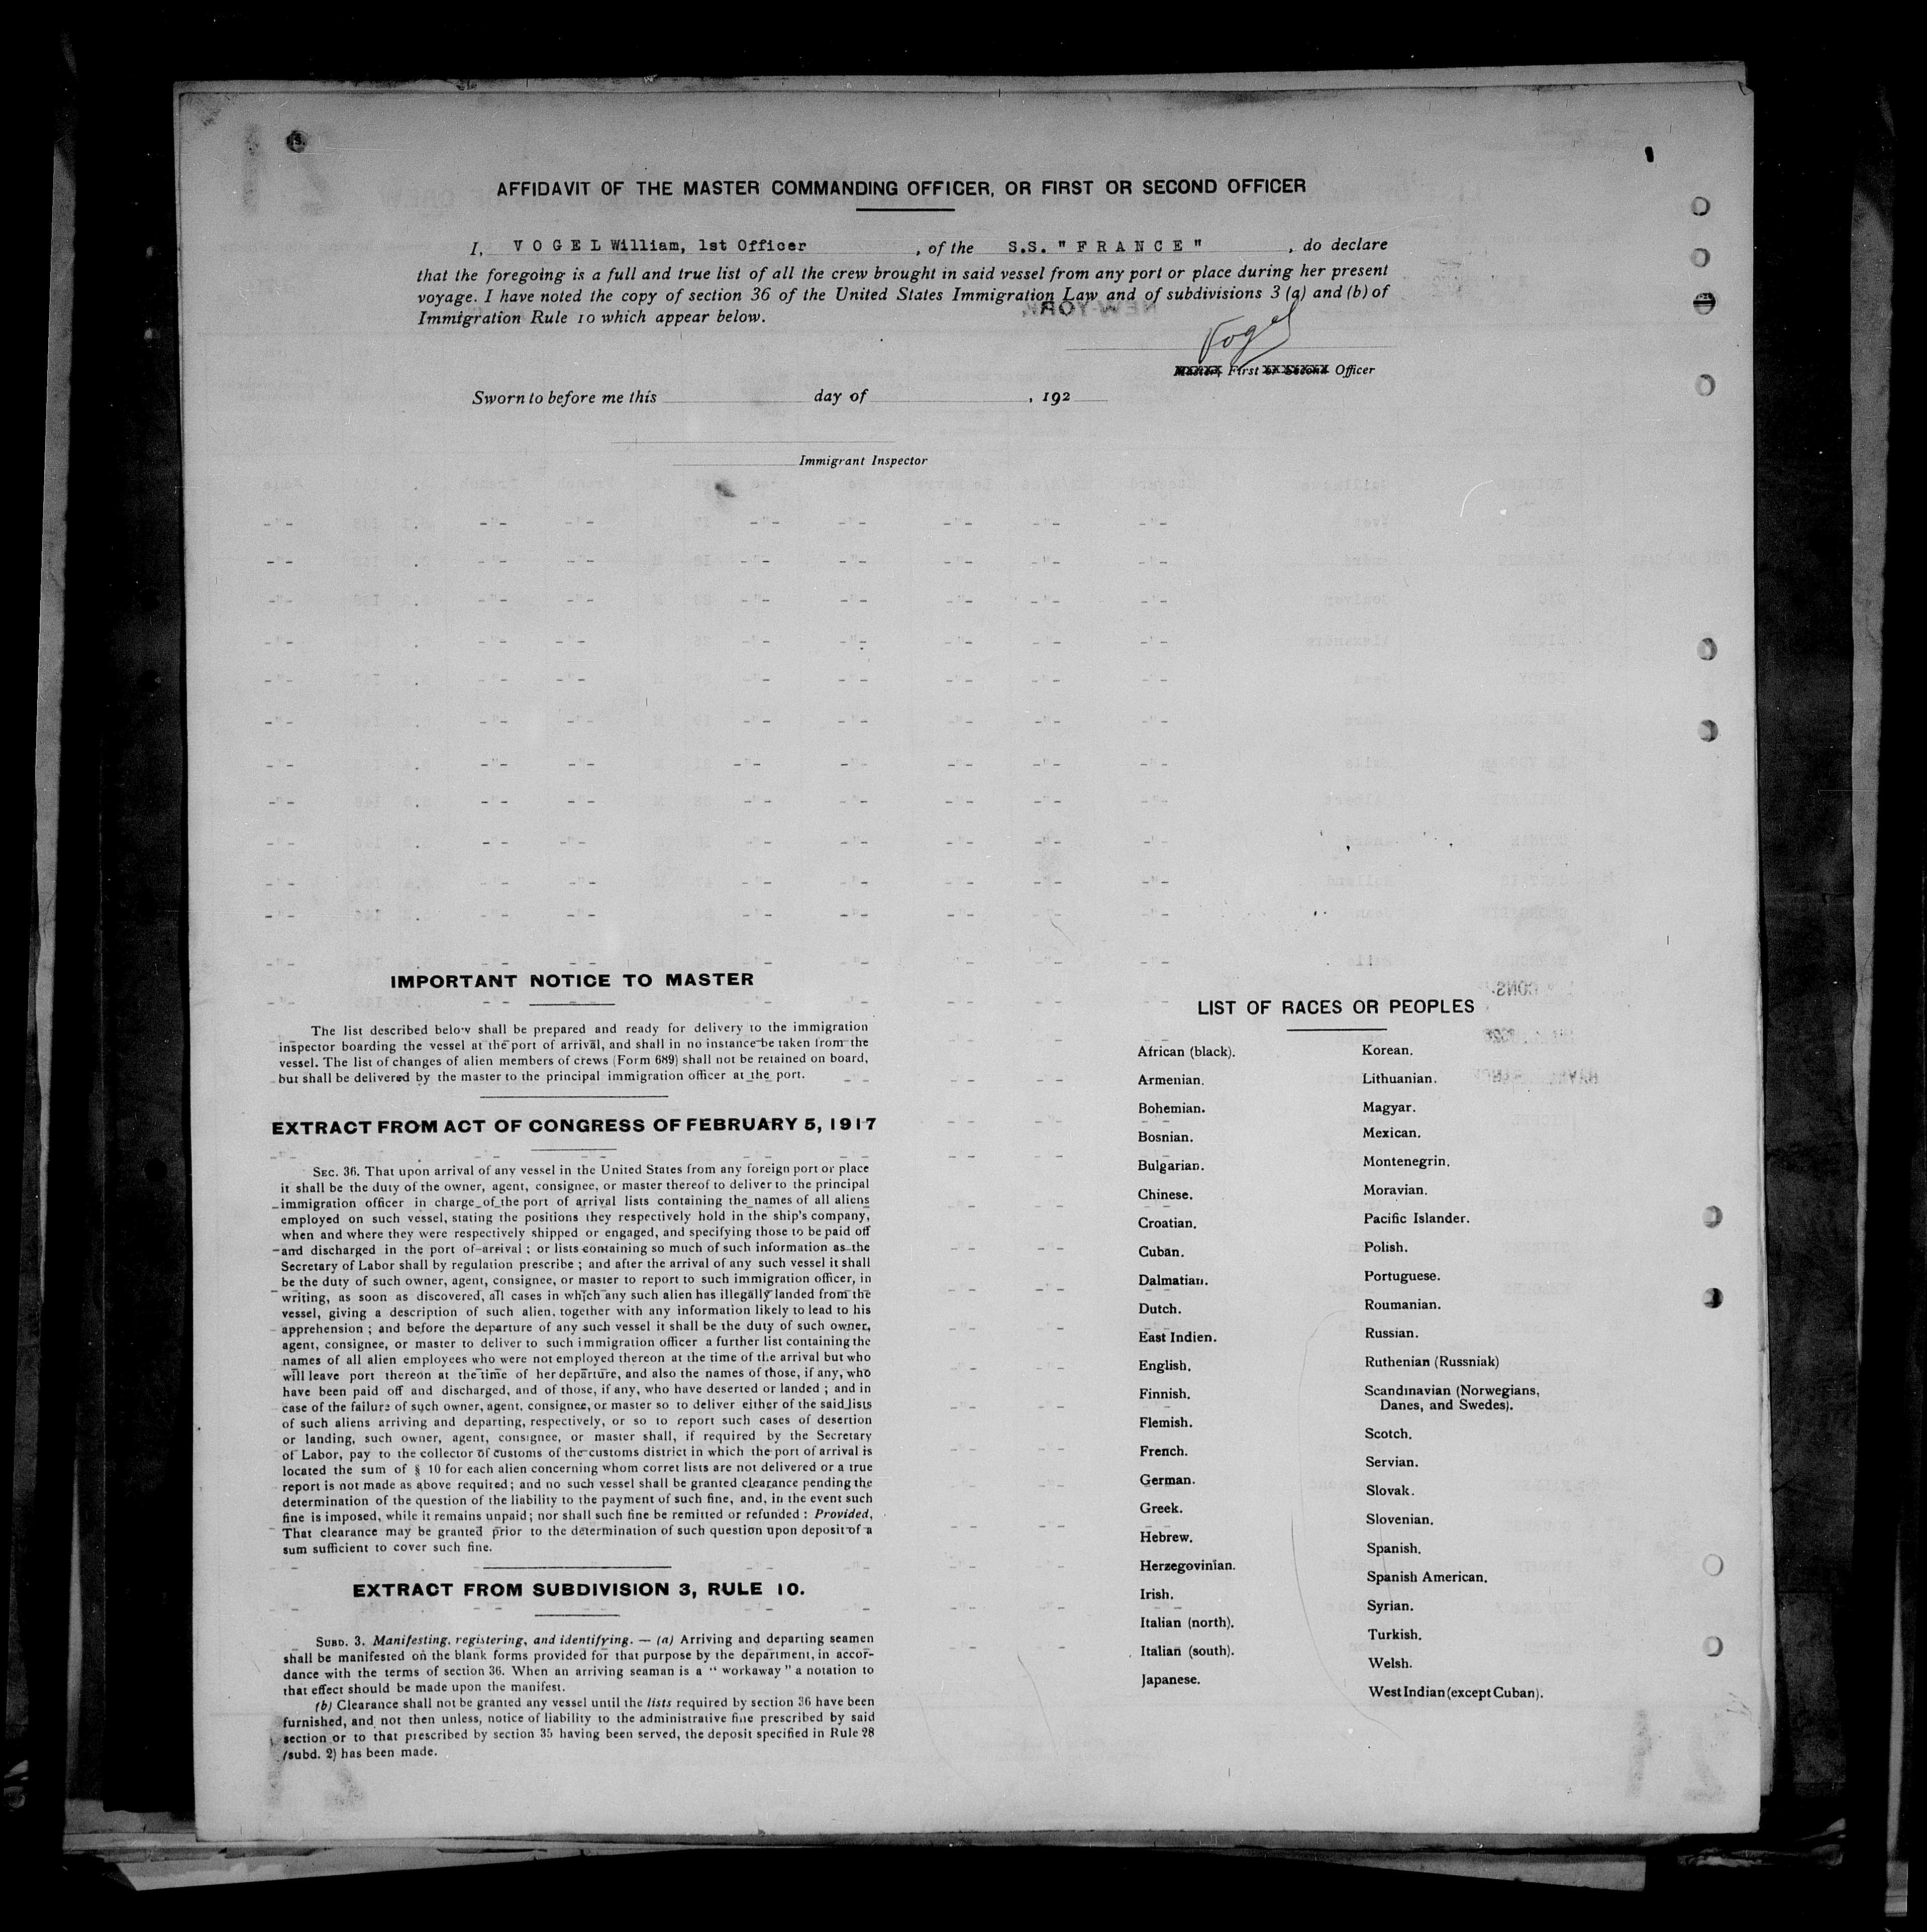 AFFIDAVIT OF THE MASTER COMMANDING OFFICER, OR FIRST OR SECOND OFFICER
I, V O G E L William, 1st Officer , of the S.S. " F R A N C E " , do declare
that the foregoing is a full and true list of all the crew brought in said vessel from any port or place during her present
voyage. I have noted the copy of section 36 of the United States Immigration Law and of subdivisions 3 (a) and (b) of
Immigration Rule 10 which appear below.
NEW-YORK
Vogel
Master, First or Second Officer
Sworn to before me this day of , 192
Immigrant Inspector
IMPORTANT NOTICE TO MASTER
The list described below shall be prepared and ready for delivery to the immigration
inspector boarding the vessel at the port of arrival, and shall in no instance be taken from the
vessel. The list of changes of alien members of crews (Form 689) shall not be retained on board,
but shall be delivered by the master to the principal immigration officer at the port.
EXTRACT FROM ACT OF CONGRESS OF FEBRUARY 5, 1917
SEC. 36. That upon arrival of any vessel in the United States from any foreign port or place
it shall be the duty of the owner, agent, consignee, or master thereof to deliver to the principal
immigration officer in charge of the port of arrival lists containing the names of all aliens
employed on such vessel, stating the positions they respectively hold in the ship's company,
when and where they were respectively shipped or engaged, and specifying those to be paid off
and discharged in the port of arrival ; or lists containing so much of such information as the
Secretary of Labor shall by regulation prescribe ; and after the arrival of any such vessel it shall
be the duty of such owner, agent, consignee, or master to report to such immigration officer, in
writing, as soon as discovered, all cases in which any such alien has illegally landed from the
vessel, giving a description of such alien, together with any information likely to lead to his
apprehension ; and before the departure of any such vessel it shall be the duty of such owner,
agent, consignee, or master to deliver to such immigration officer a further list containing the
names of all alien employees who were not employed thereon at the time of the arrival but who
will leave port thereon at the time of her departure, and also the names of those, if any, who
have been paid off and discharged, and of those, if any, who have deserted or landed ; and in
case of the failure of such owner, agent, consignee, or master so to deliver either of the said lists
of such aliens arriving and departing, respectively, or so to report such cases of desertion
or landing, such owner, agent, consignee, or master shall, if required by the Secretary
of Labor, pay to the collector of customs of the customs district in which the port of arrival is
located the sum of § 10 for each alien concerning whom corret lists are not delivered or a true
report is not made as above required ; and no such vessel shall be granted clearance pending the
determination of the question of the liability to the payment of such fine, and, in the event such
fine is imposed, while it remains unpaid ; nor shall such fine be remitted or refunded : Provided,
That clearance may be granted prior to the determination of such question upon deposit of a
sum sufficient to cover such fine.
EXTRACT FROM SUBDIVISION 3, RULE 10.
SUBD. 3. Manifesting, registering, and identifying. — (a) Arriving and departing seamen
shall be manifested on the blank forms provided for that purpose by the department, in accor-
dance with the terms of section 36. When an arriving seaman is a “ workaway ” a notation to
that effect should be made upon the manifest.
(b) Clearance shall not be granted any vessel until the lists required by section 36 have been
furnished, and not then unless, notice of liability to the administrative fine prescribed by said
section or to that prescribed by section 35 having been served, the deposit specified in Rule 28
(subd. 2) has been made.
LIST OF RACES OR PEOPLES
African (black).
Armenian.
Bohemian.
Bosnian.
Bulgarian.
Chinese.
Croatian.
Cuban.
Dalmatian.
Dutch.
East Indien.
English.
Finnish.
Flemish.
French.
German.
Greek.
Hebrew.
Herzegovinian.
Irish.
Italian (north).
Italian (south).
Japanese.
Korean.
Lithuanian.
Magyar.
Mexican.
Montenegrin.
Moravian.
Pacific Islander.
Polish.
Portuguese.
Roumanian.
Russian.
Ruthenian (Russniak)
Scandinavian (Norwegians,
Danes, and Swedes).
Scotch.
Servian.
Slovak.
Slovenian.
Spanish.
Spanish American.
Syrian.
Turkish.
Welsh.
West Indian (except Cuban).